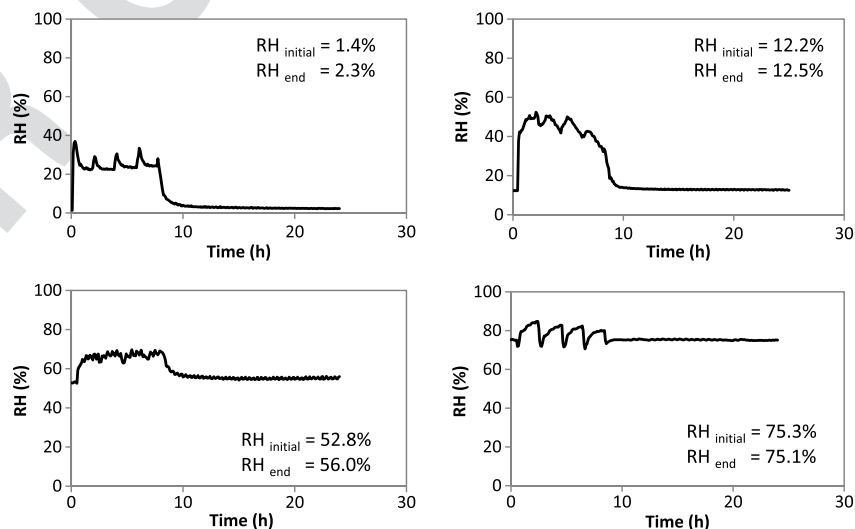 100
80
60
40
20
0
RH (%)
RH initial = 1.4%
RH end = 2.3%
0 10 20 30
Time (h)
100
80
60
40
20
0
RH (%)
RH initial = 12.2%
RH end = 12.5%
0 10 20 30
Time (h)
100
80
60
40
20
0
RH (%)
RH initial = 52.8%
RH end = 56.0%
0 10 20 30
Time (h)
100
80
60
40
20
0
RH (%)
RH initial = 75.3%
RH end = 75.1%
0 10 20 30
Time (h)